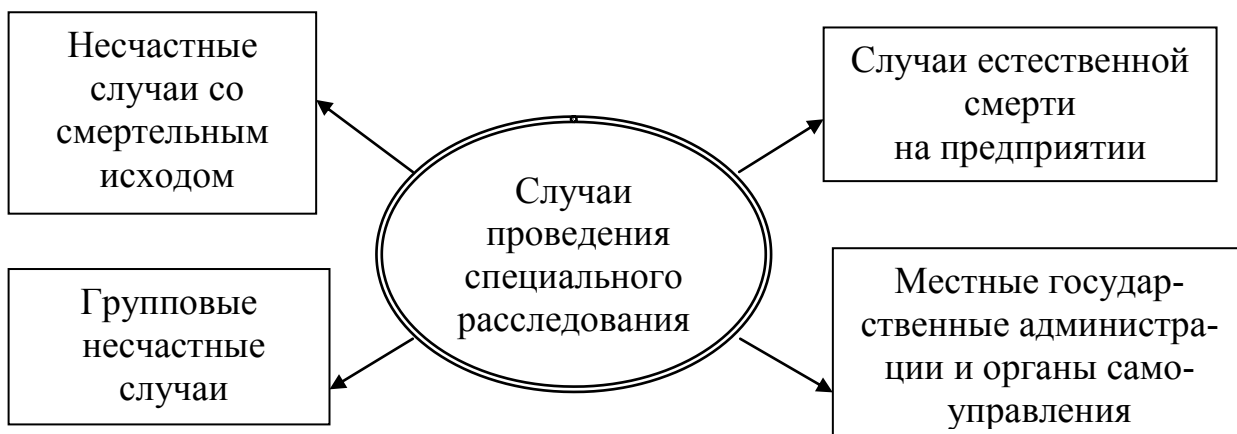 Несчастные
случаи со
смертельным
исходом
Случаи естественной
смерти
на предприятии
Случаи
проведения
специального
расследования
Групповые
несчастные
случаи
Местные государ-
ственные администра-
ции и органы само-
управления